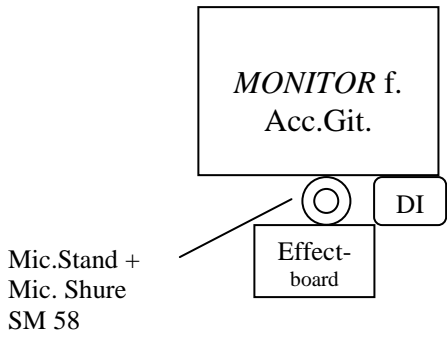 MONITOR f.
Acc.Git.
DI
Effect-
board
Mic.Stand +
Mic. Shure
SM 58